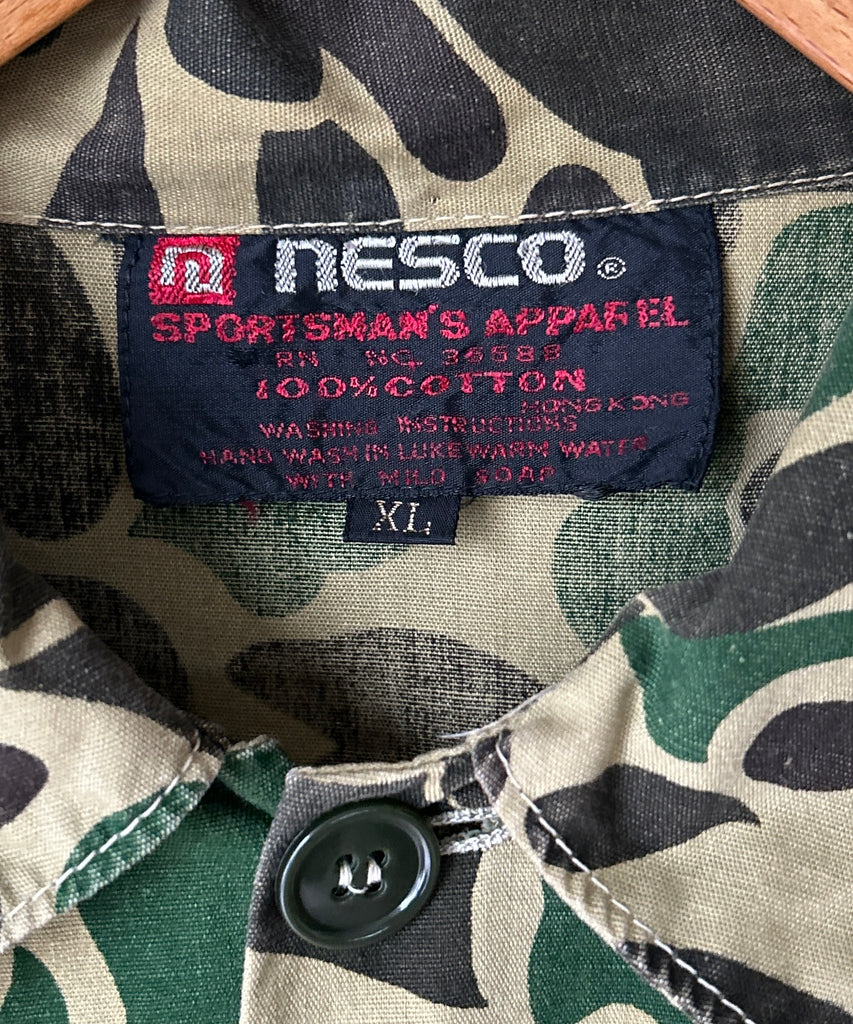 nesco®
SPORTSMAN'S APPAREL
RN NO. 36588
100% COTTON
HONG KONG
WASHING INSTRUCTIONS
HAND WASH IN LUKEWARM WATER
WITH MILD SOAP
XL